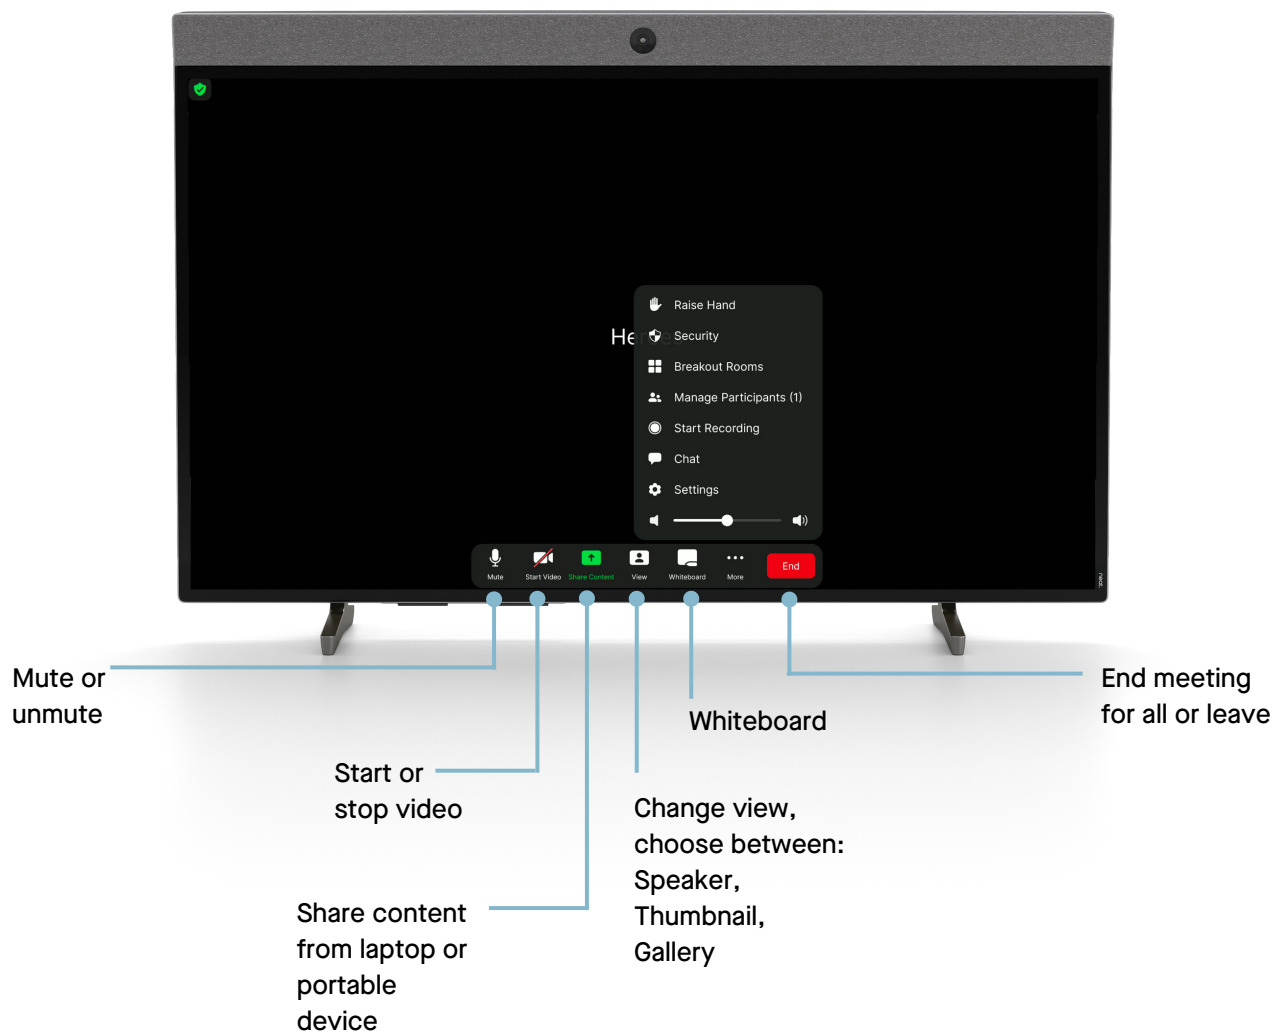 Raise Hand
He
Security
Breakout Rooms
Manage Participants (1)
Start Recording
Chat
Settings
Mute
Start Video
Share Content
View
Whiteboard
More
End
neat.
Mute or
unmute
End meeting
for all or leave
Whiteboard
Start or
stop video
Change view,
choose between:
Speaker,
Thumbnail,
Gallery
Share content
from laptop or
portable
device